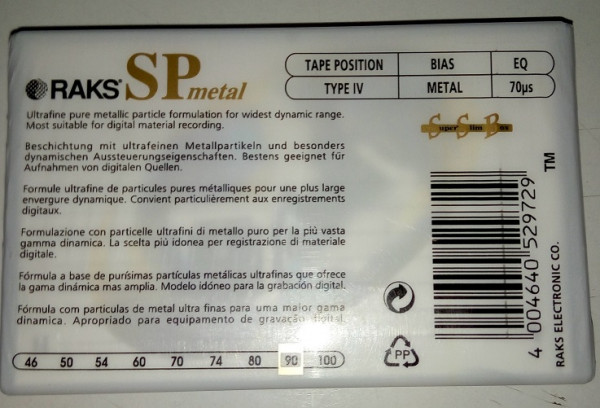 RAKS SP metal
TAPE POSITION BIAS EQ
TYPE IV METAL 70µs
Ultrafine pure metallic particle formulation for widest dynamic range.
Most suitable for digital material recording.
Super Slim Box
Beschichtung mit ultrafeinen Metallpartikeln und besonders
dynamischen Aussteuerungseigenschaften. Bestens geeignet für
Aufnahmen von digitalen Quellen.
Formule ultrafine de particules pures métalliques pour une plus large
envergure dynamique. Convient particulièrement aux enregistrements
digitaux.
Formulazione con particelle ultrafini di metallo puro per la più vasta
gamma dinamica. La scelta più idonea per registrazione di materiale
digitale.
Fórmula a base de purísimas partículas metálicas ultrafinas que ofrece
la gama dinámica mas amplia. Modelo idóneo para la grabación digital.
Fórmula com particulas de metal ultra finas para uma maior gama
dinamica. Apropriado para equipamento de gravacão digital.
46 50 54 60 70 74 80 90 100
PP
4 004640 529729
TM
RAKS ELECTRONIC CO.